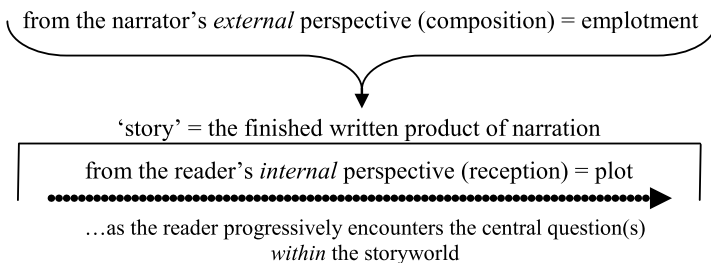 from the narrator’s external perspective (composition) = emplotment
‘story’ = the finished written product of narration
from the reader’s internal perspective (reception) = plot
…as the reader progressively encounters the central question(s)
within the storyworld